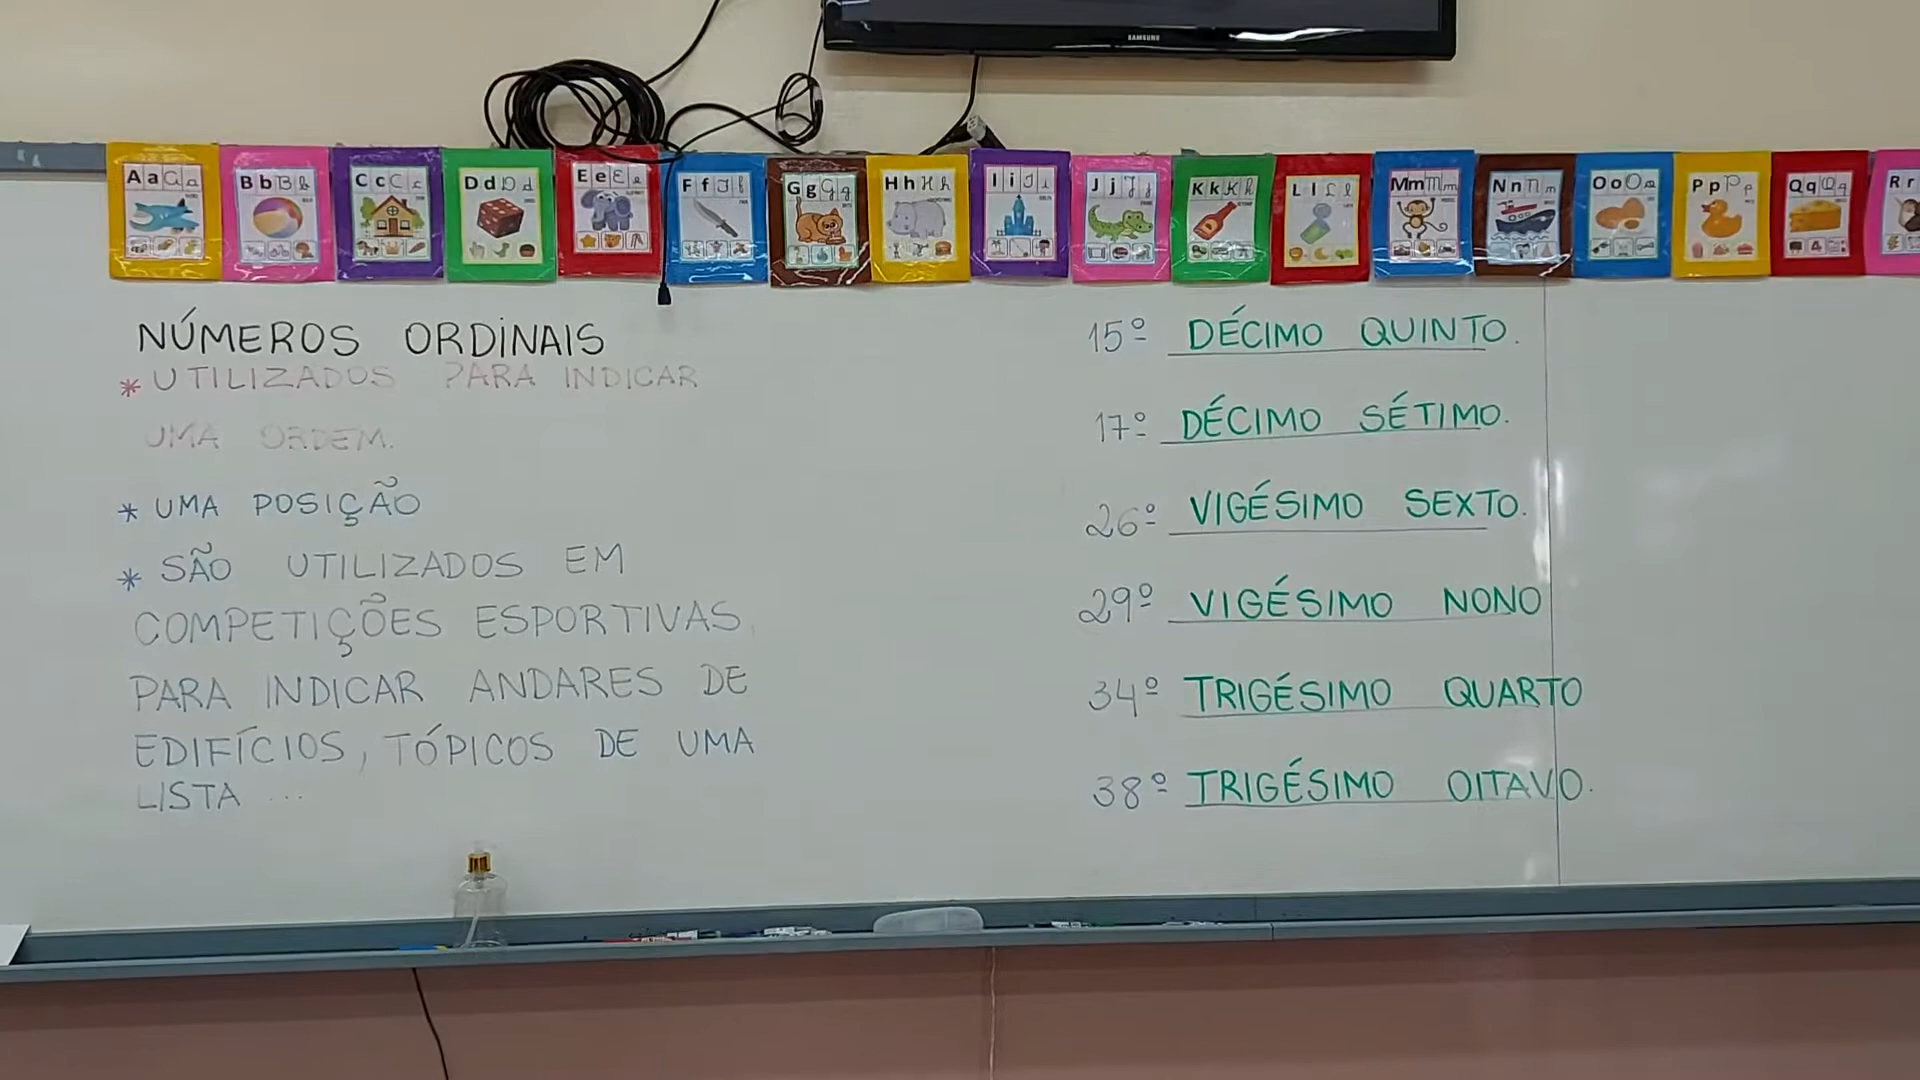 SAMSUNG
A a
B b
C c
D d
E e
F f
G g
H h
I i
J j
K k
L l
M m
N n
O o
P p
Q q
R r
NÚMEROS ORDINAIS
* UTILIZADOS PARA INDICAR
UMA ORDEM.
* UMA POSIÇÃO
* SÃO UTILIZADOS EM
COMPETIÇÕES ESPORTIVAS,
PARA INDICAR ANDARES DE
EDIFÍCIOS, TÓPICOS DE UMA
LISTA ...
15º DÉCIMO QUINTO.
17º DÉCIMO SÉTIMO.
26º VIGÉSIMO SEXTO.
29º VIGÉSIMO NONO
34º TRIGÉSIMO QUARTO
38º TRIGÉSIMO OITAVO.